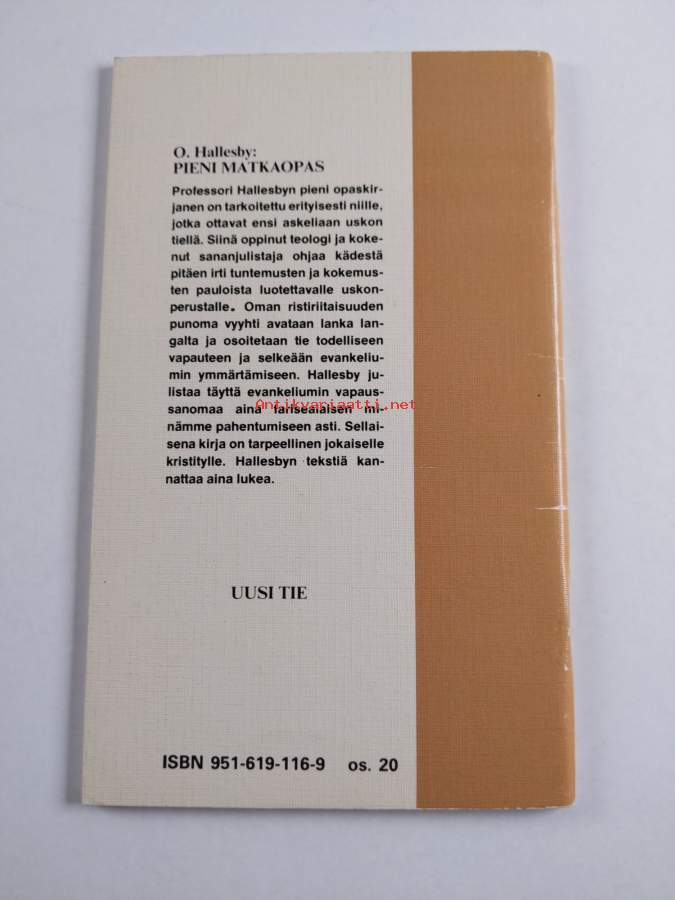 O. Hallesby:
PIENI MATKAOPAS
Professori Hallesbyn pieni opaskir-
janen on tarkoitettu erityisesti niille,
jotka ottavat ensi askeliaan uskon
tiellä. Siinä oppinut teologi ja koke-
nut sananjulistaja ohjaa kädestä
pitäen irti tuntemusten ja kokemus-
ten pauloista luotettavalle uskon-
perustalle. Oman ristiriitaisuuden
punoma vyyhti avataan lanka lan-
galta ja osoitetaan tie todelliseen
vapauteen ja selkeään evankeliu-
min ymmärtämiseen. Hallesby ju-
listaa täyttä evankeliumin vapaus-
sanomaa aina farisealaisen mi-
nämme pahentumiseen asti. Sellai-
sena kirja on tarpeellinen jokaiselle
kristitylle. Hallesbyn tekstiä kan-
nattaa aina lukea.
Antikvariaatti.net
UUSI TIE
ISBN 951-619-116-9 os. 20